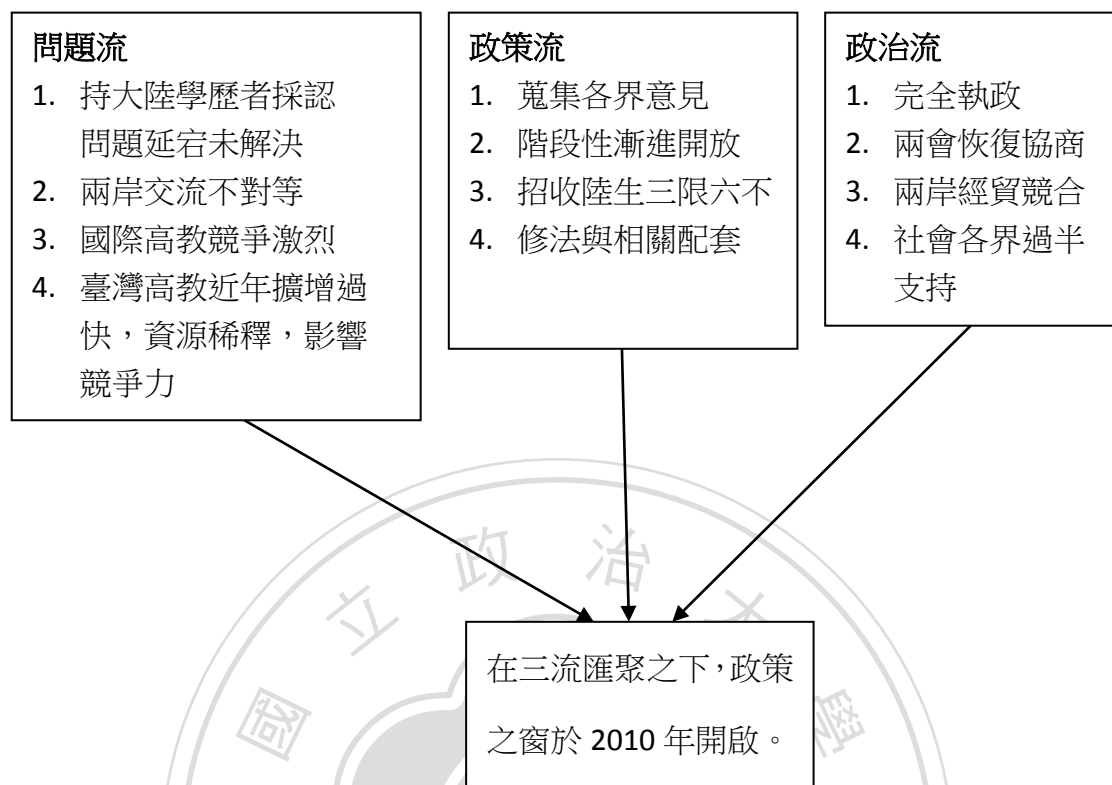 問題流
1. 持大陸學歷者採認
問題延宕未解決
2. 兩岸交流不對等
3. 國際高教競爭激烈
4. 臺灣高教近年擴增過
快，資源稀釋，影響
競爭力
政策流
1. 蒐集各界意見
2. 階段性漸進開放
3. 招收陸生三限六不
4. 修法與相關配套
政治流
1. 完全執政
2. 兩會恢復協商
3. 兩岸經貿競合
4. 社會各界過半
支持
在三流匯聚之下，政策
之窗於 2010 年開啟。
國立政治大學